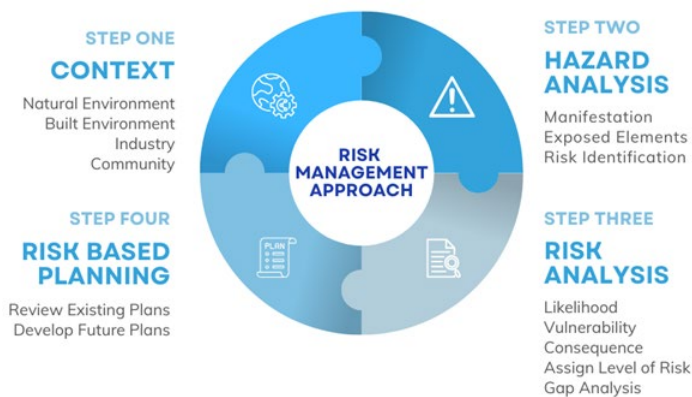 STEP ONE
CONTEXT
Natural Environment
Built Environment
Industry
Community
STEP TWO
HAZARD
ANALYSIS
Manifestation
Exposed Elements
Risk Identification
RISK
MANAGEMENT
APPROACH
STEP THREE
RISK
ANALYSIS
Likelihood
Vulnerability
Consequence
Assign Level of Risk
Gap Analysis
STEP FOUR
RISK BASED
PLANNING
Review Existing Plans
Develop Future Plans
PLAN